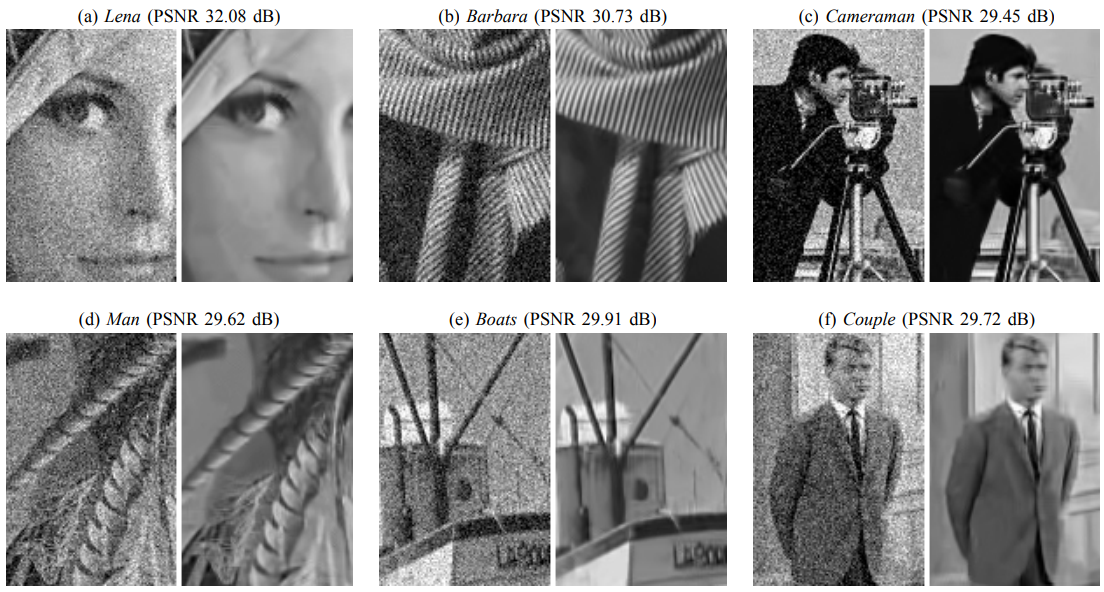 (a) Lena (PSNR 32.08 dB)
(b) Barbara (PSNR 30.73 dB)
(c) Cameraman (PSNR 29.45 dB)
(d) Man (PSNR 29.62 dB)
(e) Boats (PSNR 29.91 dB)
(f) Couple (PSNR 29.72 dB)